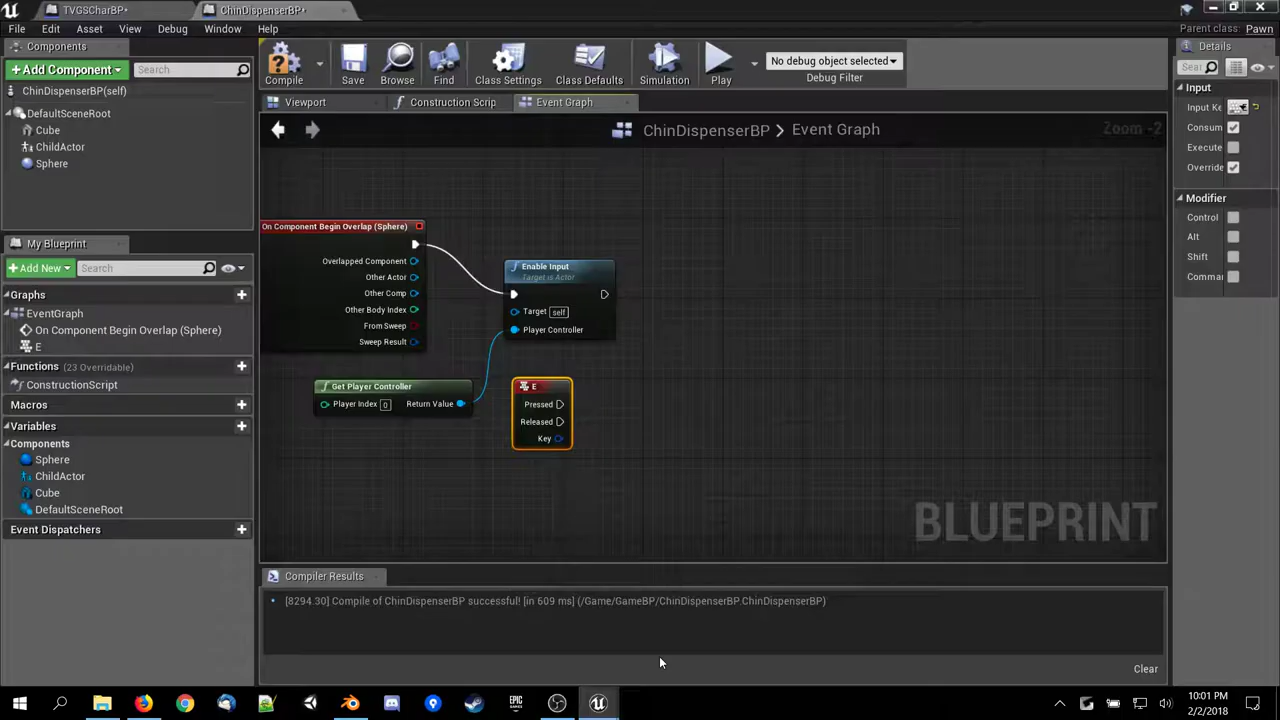 TVGSCharBP•
ChinDispenserBP•
File Edit Asset View Debug Window Help
Parent class: Pawn
Components
+ Add Component
Search
ChinDispenserBP(self)
DefaultSceneRoot
Cube
ChildActor
Sphere
My Blueprint
+ Add New
Search
Graphs
EventGraph
On Component Begin Overlap (Sphere)
E
Functions (23 Overridable)
ConstructionScript
Macros
Variables
Components
Sphere
ChildActor
Cube
DefaultSceneRoot
Event Dispatchers
Compile
Save
Browse
Find
Class Settings
Class Defaults
Simulation
Play
No debug object selected
Debug Filter
Viewport
Construction Scrip
Event Graph
ChinDispenserBP > Event Graph
Zoom -2
On Component Begin Overlap (Sphere)
Overlapped Component
Other Actor
Other Comp
Other Body Index
From Sweep
Sweep Result
Enable Input
Target is Actor
Target self
Player Controller
Get Player Controller
Player Index 0 Return Value
E
Pressed
Released
Key
BLUEPRINT
Compiler Results
[8294.30] Compile of ChinDispenserBP successful! [in 609 ms] (/Game/GameBP/ChinDispenserBP.ChinDispenserBP)
Clear
Details
Sear
Input
Input Ke
Consum
Execute
Override
Modifier
Control
Alt
Shift
Comma
EPIC GAMES
10:01 PM
2/2/2018